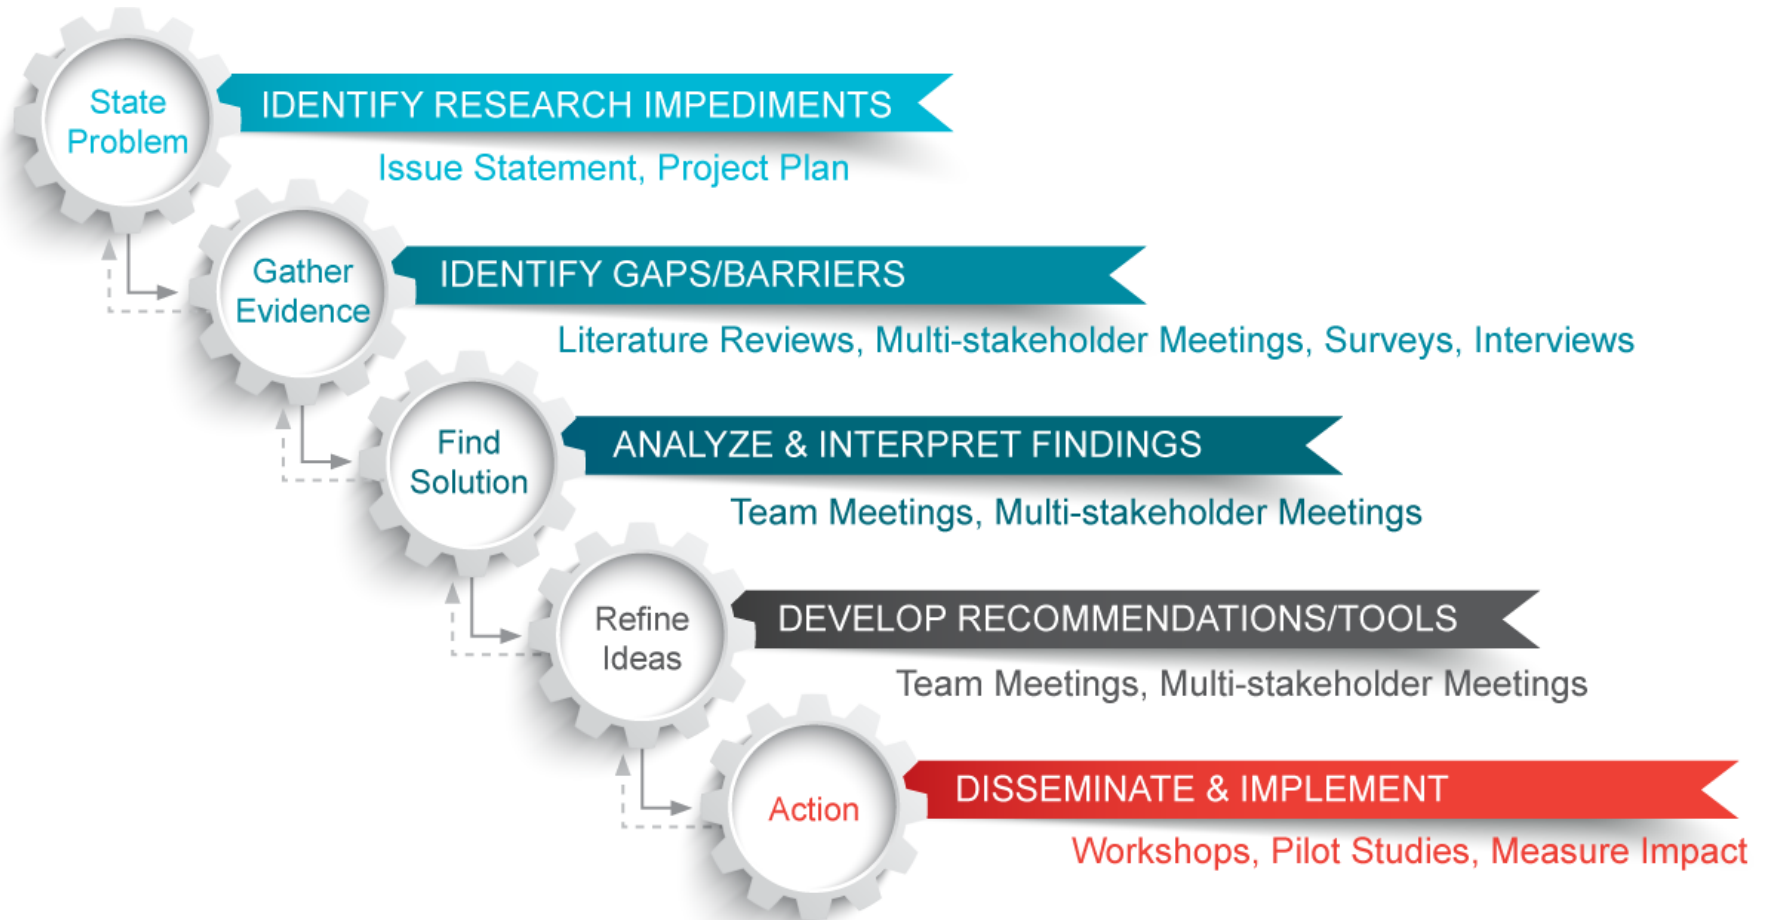 State
Problem
IDENTIFY RESEARCH IMPEDIMENTS
Issue Statement, Project Plan
Gather
Evidence
IDENTIFY GAPS/BARRIERS
Literature Reviews, Multi-stakeholder Meetings, Surveys, Interviews
Find
Solution
ANALYZE & INTERPRET FINDINGS
Team Meetings, Multi-stakeholder Meetings
Refine
Ideas
DEVELOP RECOMMENDATIONS/TOOLS
Team Meetings, Multi-stakeholder Meetings
Action
DISSEMINATE & IMPLEMENT
Workshops, Pilot Studies, Measure Impact